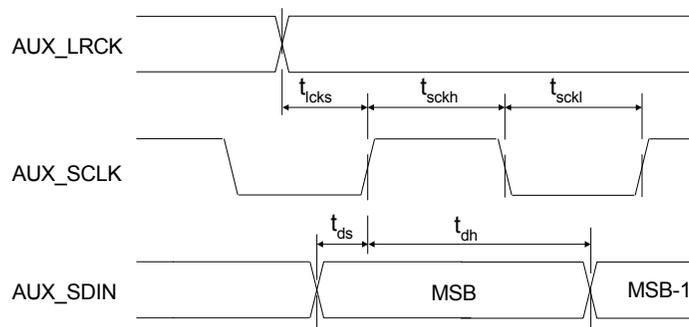 AUX_LRCK
t_lcks t_sckh t_sckl
AUX_SCLK
t_ds t_dh
AUX_SDIN MSB MSB-1